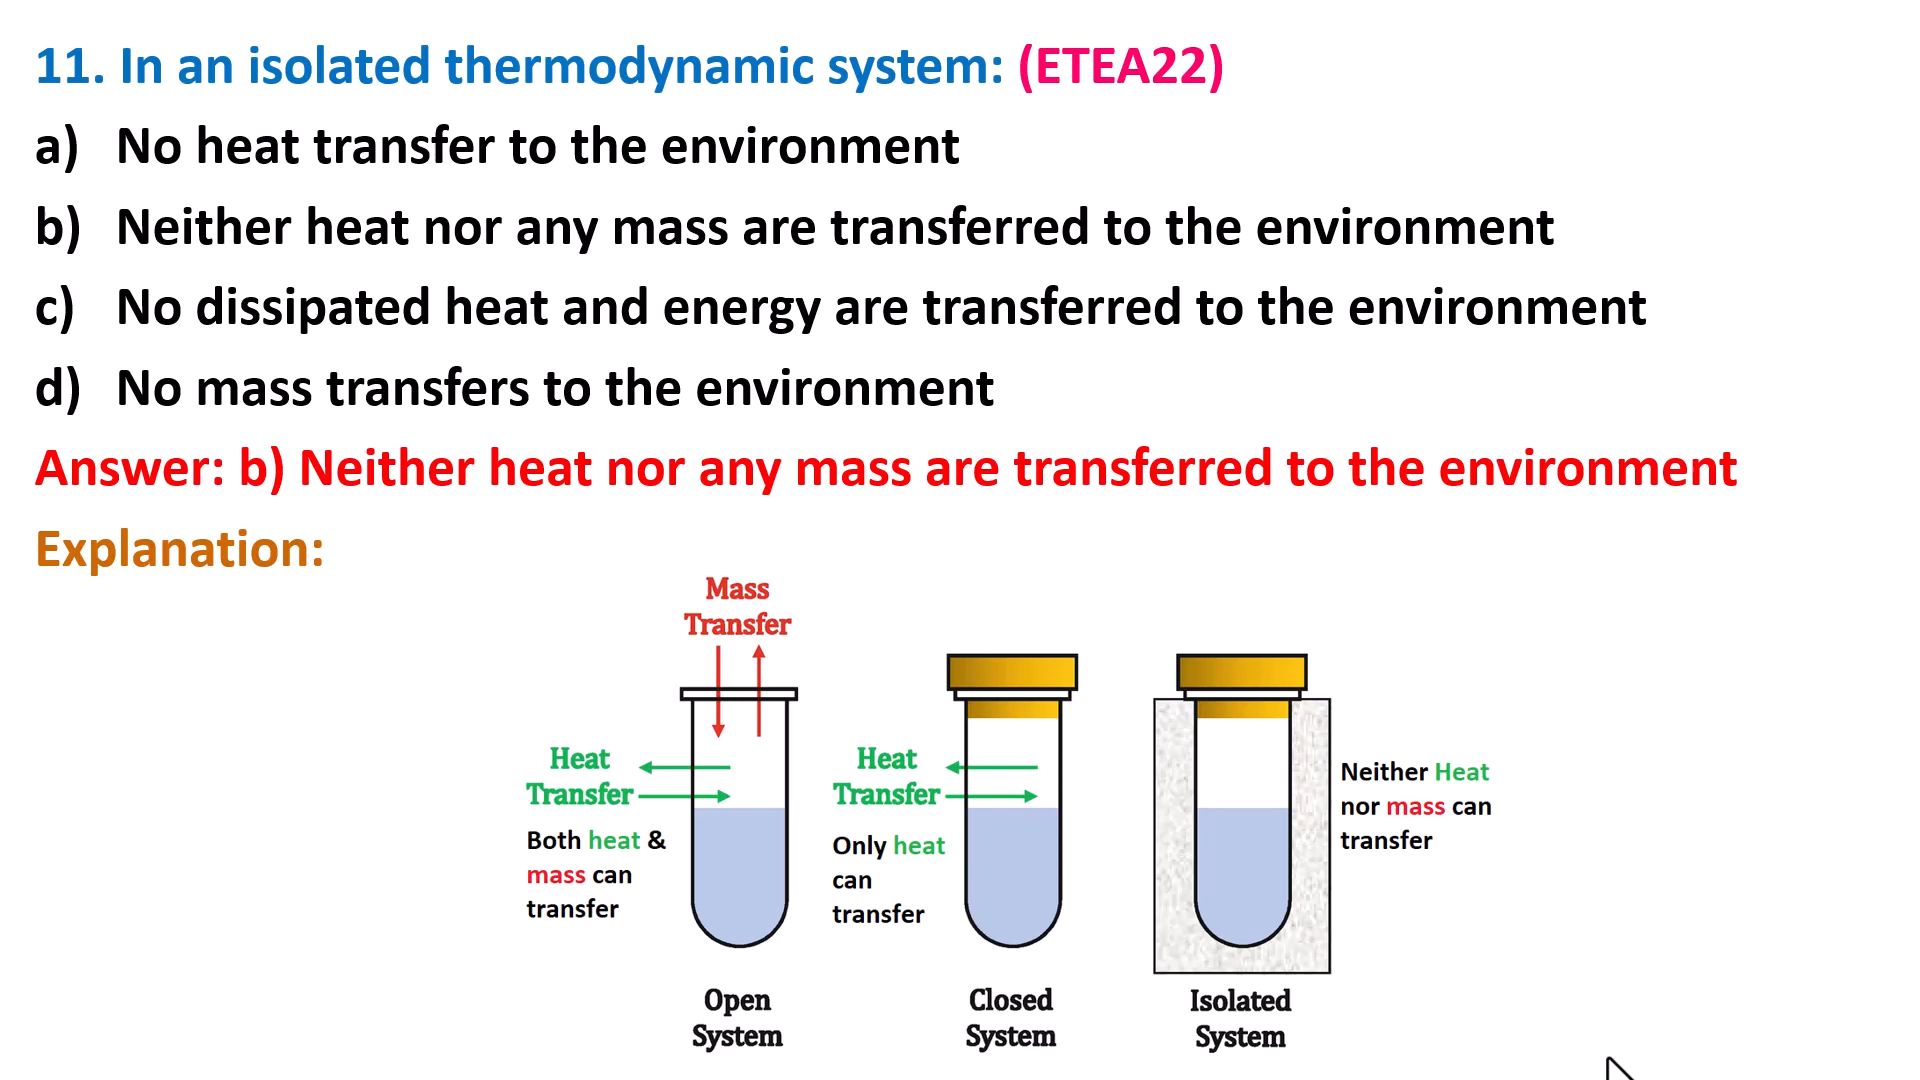 11. In an isolated thermodynamic system: (ETEA22)
a) No heat transfer to the environment
b) Neither heat nor any mass are transferred to the environment
c) No dissipated heat and energy are transferred to the environment
d) No mass transfers to the environment
Answer: b) Neither heat nor any mass are transferred to the environment
Explanation:
Mass
Transfer
Heat
Transfer
Both heat &
mass can
transfer
Open
System
Heat
Transfer
Only heat
can
transfer
Closed
System
Neither Heat
nor mass can
transfer
Isolated
System